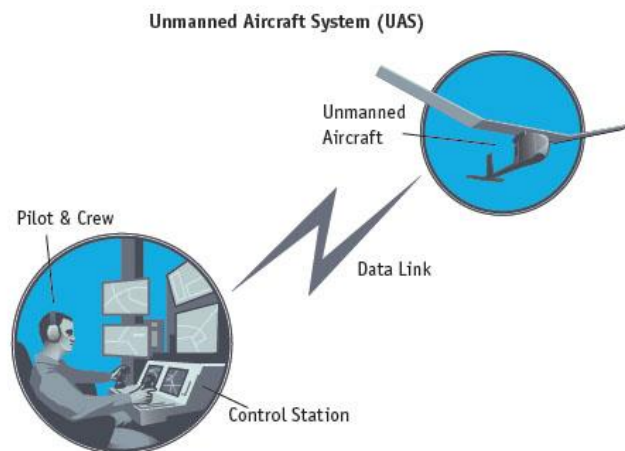 Unmanned Aircraft System (UAS)
Unmanned
Aircraft
Pilot & Crew
Data Link
Control Station